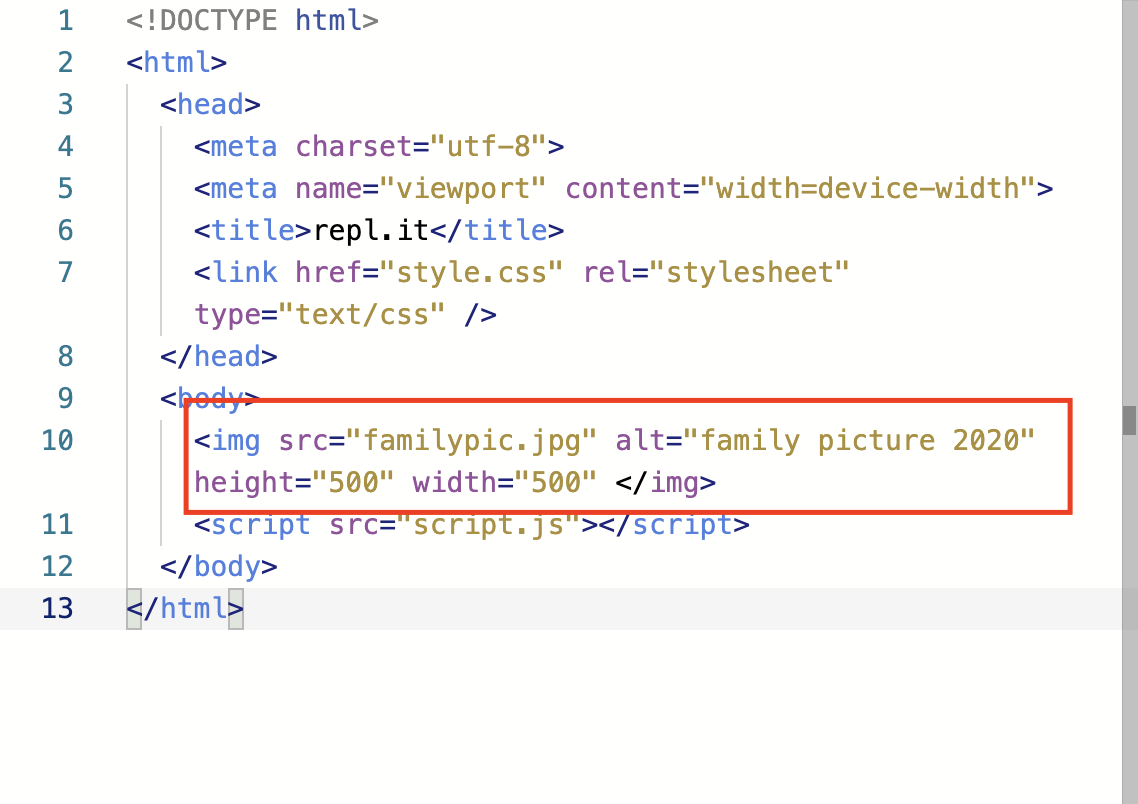 1 <!DOCTYPE html>
2 <html>
3 <head>
4 <meta charset="utf-8">
5 <meta name="viewport" content="width=device-width">
6 <title>repl.it</title>
7 <link href="style.css" rel="stylesheet"
type="text/css" />
8 </head>
9 <body>
10 <img src="familypic.jpg" alt="family picture 2020"
height="500" width="500" </img>
11 <script src="script.js"></script>
12 </body>
13 </html>